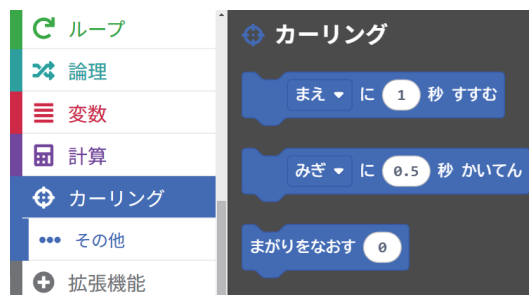 ループ
論理
変数
計算
カーリング
その他
拡張機能
カーリング
まえ に 1 秒 すすむ
みぎ に 0.5 秒 かいてん
まがりをなおす 0